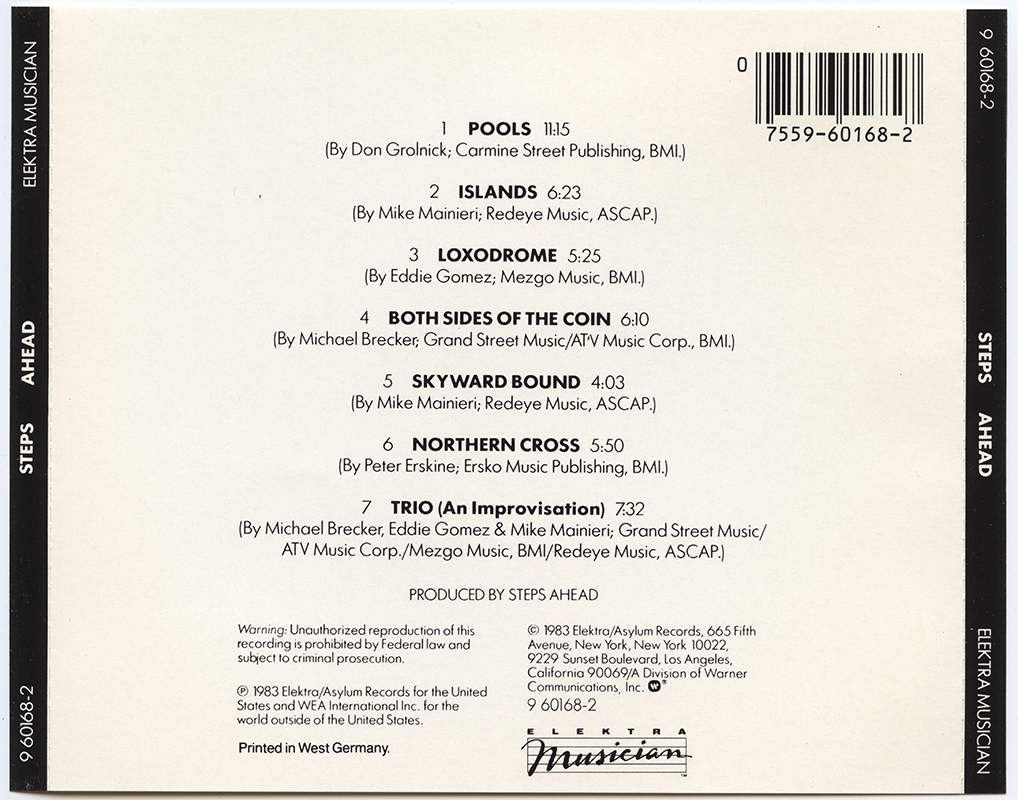 ELEKTRA MUSICIAN
STEPS AHEAD
9 60168-2
0
7559-60168-2
1 POOLS 11:15
(By Don Grolnick; Carmine Street Publishing, BMI.)
2 ISLANDS 6:23
(By Mike Mainieri; Redeye Music, ASCAP.)
3 LOXODROME 5:25
(By Eddie Gomez; Mezgo Music, BMI.)
4 BOTH SIDES OF THE COIN 6:10
(By Michael Brecker; Grand Street Music/ATV Music Corp., BMI.)
5 SKYWARD BOUND 4:03
(By Mike Mainieri; Redeye Music, ASCAP.)
6 NORTHERN CROSS 5:50
(By Peter Erskine; Ersko Music Publishing, BMI.)
7 TRIO (An Improvisation) 7:32
(By Michael Brecker, Eddie Gomez & Mike Mainieri; Grand Street Music/
ATV Music Corp./Mezgo Music, BMI/Redeye Music, ASCAP.)
PRODUCED BY STEPS AHEAD
Warning: Unauthorized reproduction of this
recording is prohibited by Federal law and
subject to criminal prosecution.
℗ 1983 Elektra/Asylum Records for the United
States and WEA International Inc. for the
world outside of the United States.
Printed in West Germany.
© 1983 Elektra/Asylum Records, 665 Fifth
Avenue, New York, New York 10022,
9229 Sunset Boulevard, Los Angeles,
California 90069/A Division of Warner
Communications, Inc. W®
9 60168-2
ELEKTRA
Musician™
9 60168-2
STEPS AHEAD
ELEKTRA MUSICIAN